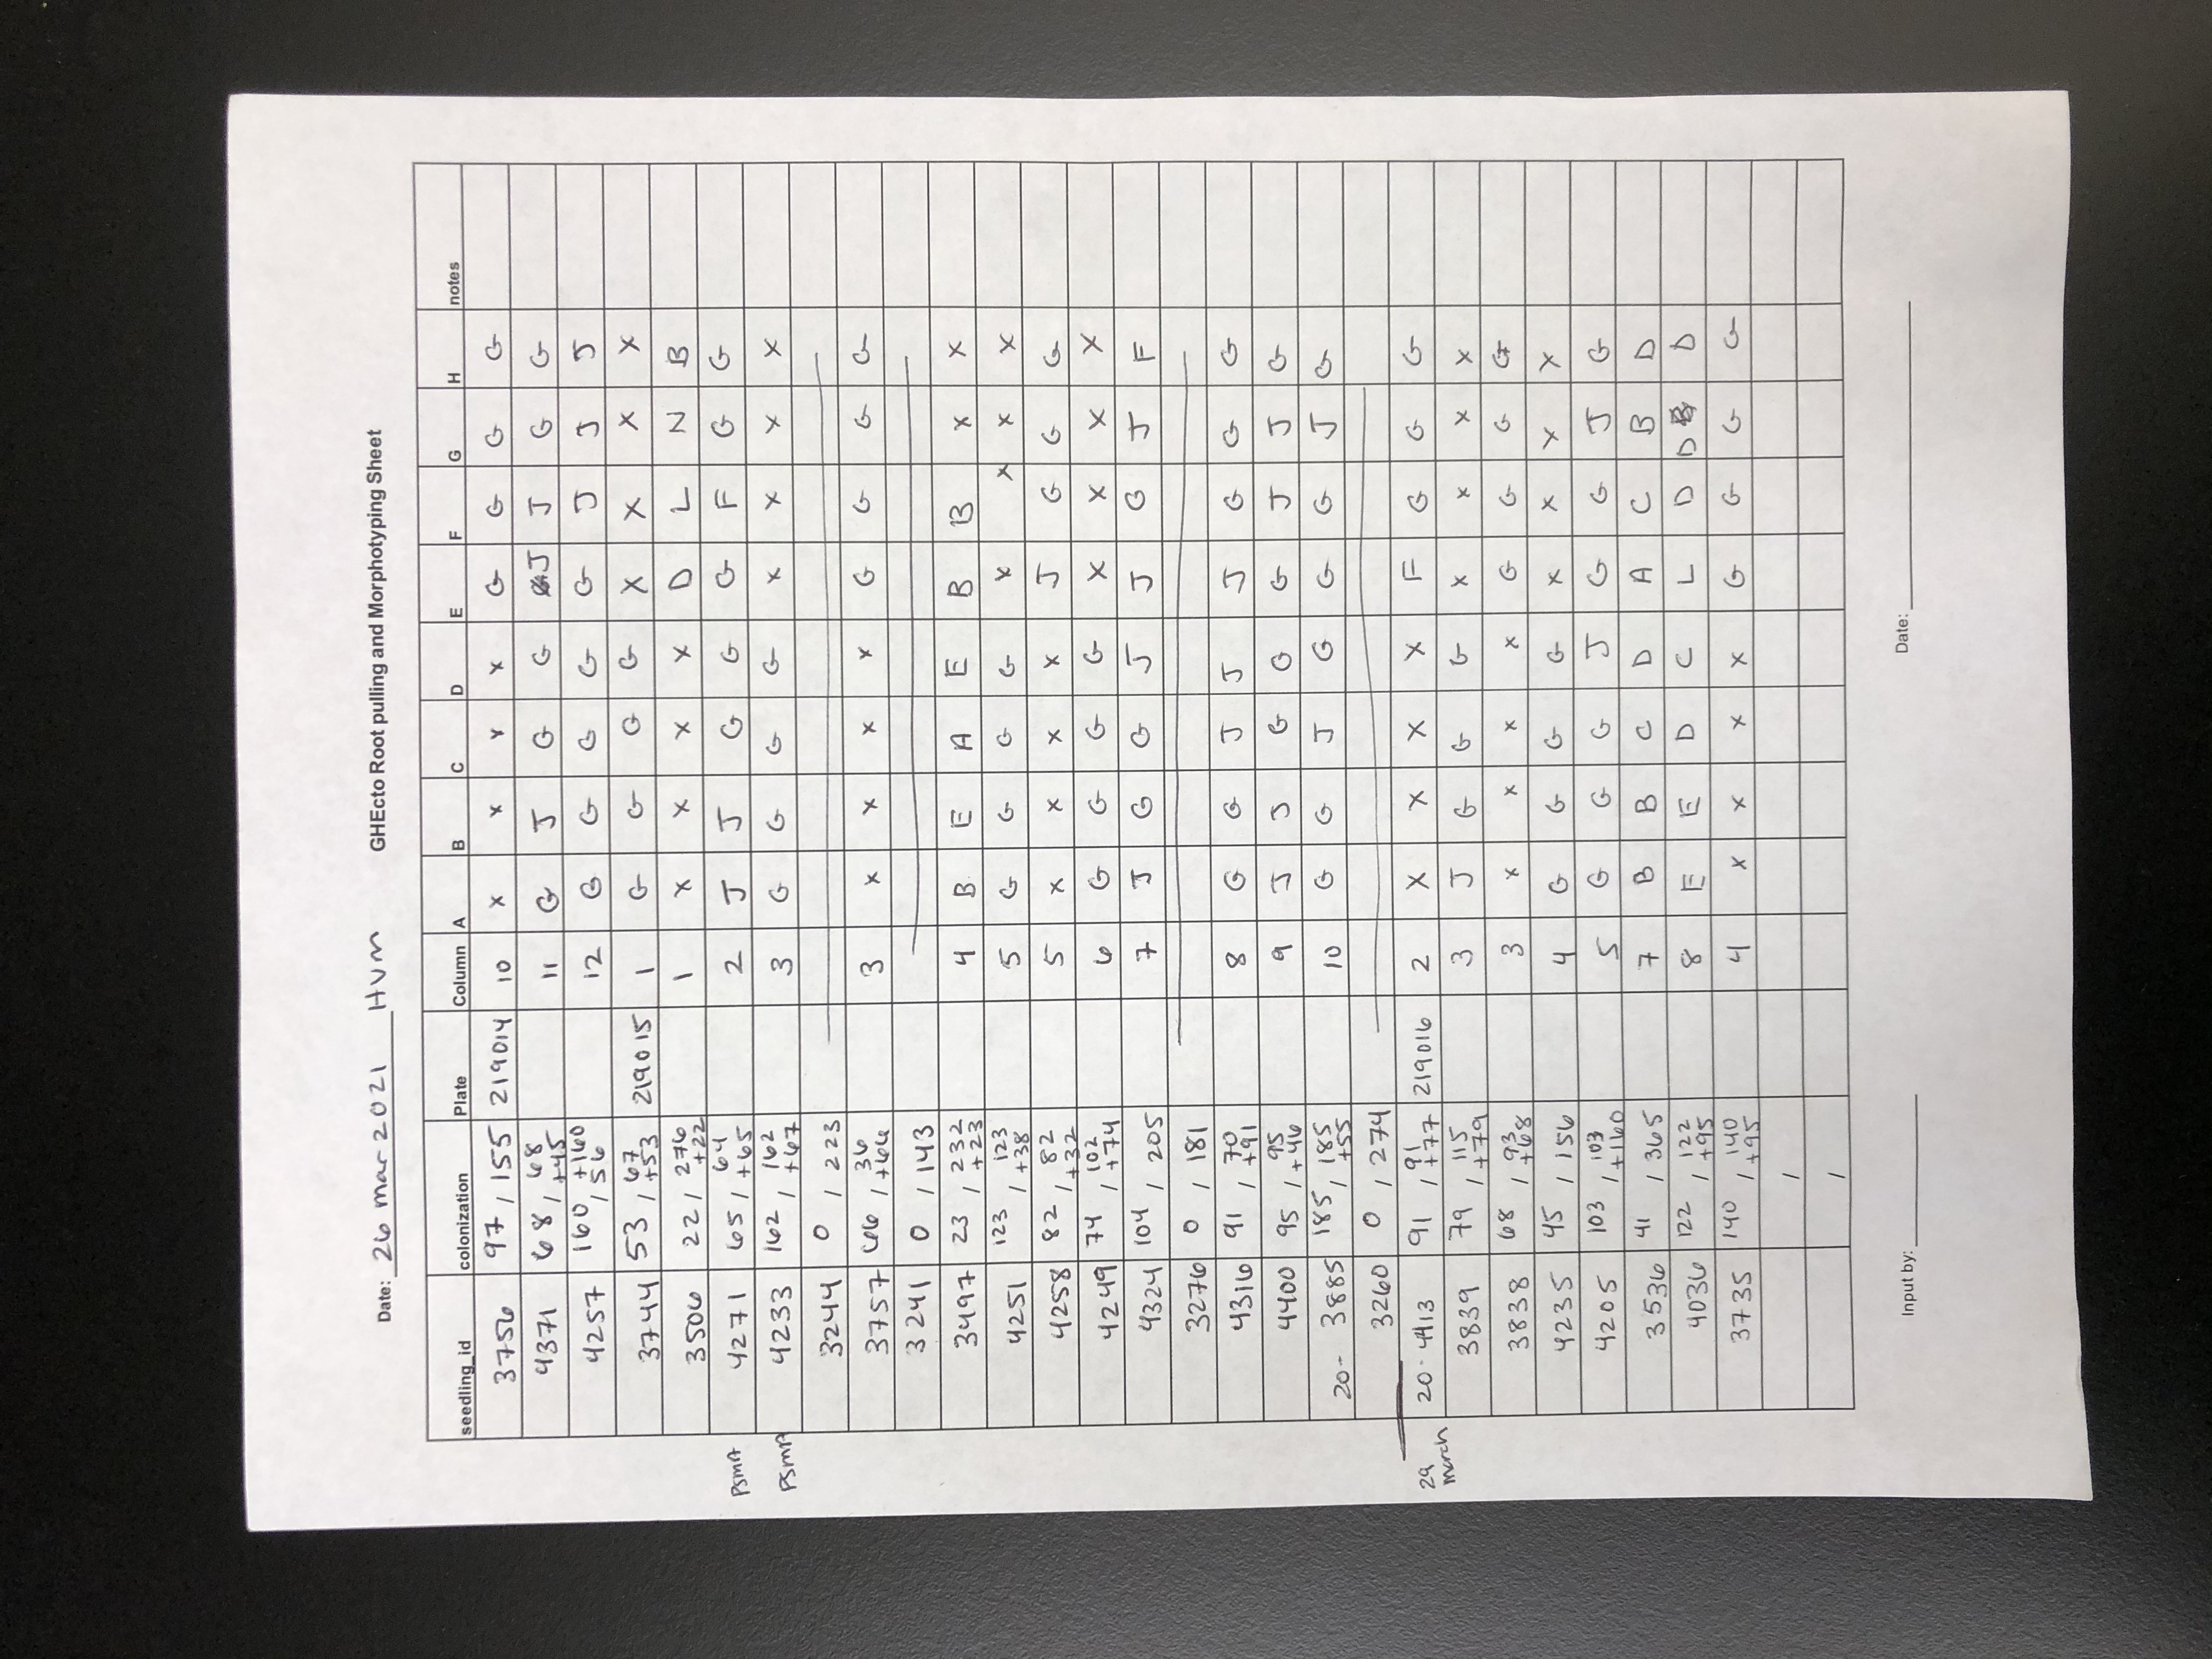 Date: 26 mar 2021 HVM GHEcto Root pulling and Morphotyping Sheet
seedling_id colonization Plate Column A B C D E F G H notes
3756 97 / 155 219014 10 x x x x G G G G
4371 68 / 68 +45 11 G J G G J J G G
4257 160 / +160 56 12 G G G G G J J J
3744 53 / 67 +53 219015 1 G G G G X X X X
3506 22 / 276 +22 1 x x x x D L N B
PSMA 4271 65 / 64 +65 2 J J G G G F G G
PSMA 4233 162 / 162 +67 3 G G G G x x x x
3244 0 / 223
3757 66 / 36 +66 3 x x x x G G G G
3241 0 / 143
3497 23 / 232 +23 4 B E A E B B x x
4251 123 / 123 +38 5 G G G G x x x x
4258 82 / 82 +32 5 x x x x J G G G
4249 74 / 102 +74 6 G G G G x x x x
4324 104 / 205 7 J G G J J G J F
3276 0 / 181
4316 91 / 70 +91 8 G G J J J G G G
4400 95 / 95 +46 9 J J G G G J J G
20- 3885 185 / 185 +55 10 G G J G G G J G
3260 0 / 274
29 March 20- 4413 91 / 91 +77 219016 2 X X X X F G G G
3839 79 / 115 +79 3 J G G G x x x x
3838 68 / 93 +68 3 x x x x G G G G
4235 45 / 156 4 G G G G x x x x
4205 103 / 103 +160 5 G G G J G G J G
3536 41 / 365 7 B B C D A C B D
4036 122 / 122 +95 8 E E D C L D D D
3735 140 / 140 +95 4 x x x x G G G G
/
/
Input by: Date: